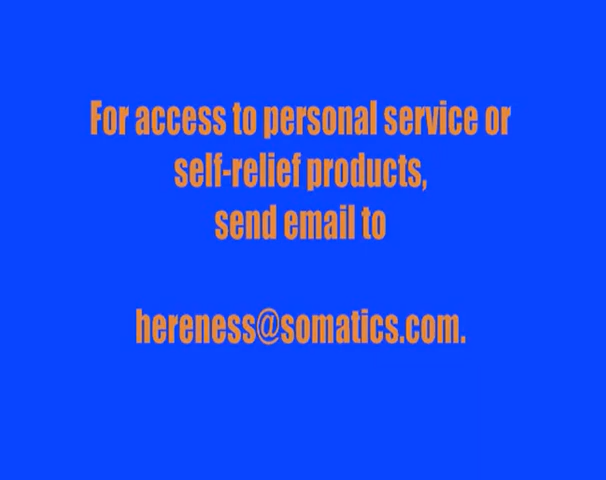 For access to personal service or
self-relief products,
send email to
hereness@somatics.com.